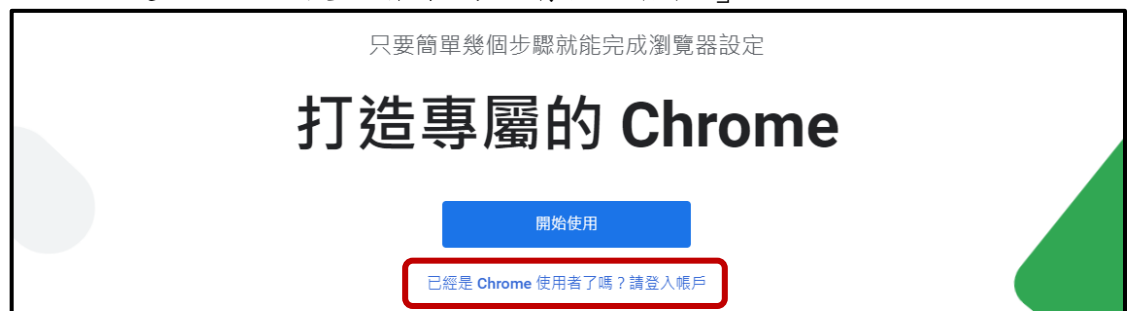 只要簡單幾個步驟就能完成瀏覽器設定
打造專屬的 Chrome
開始使用
已經是 Chrome 使用者了嗎？請登入帳戶